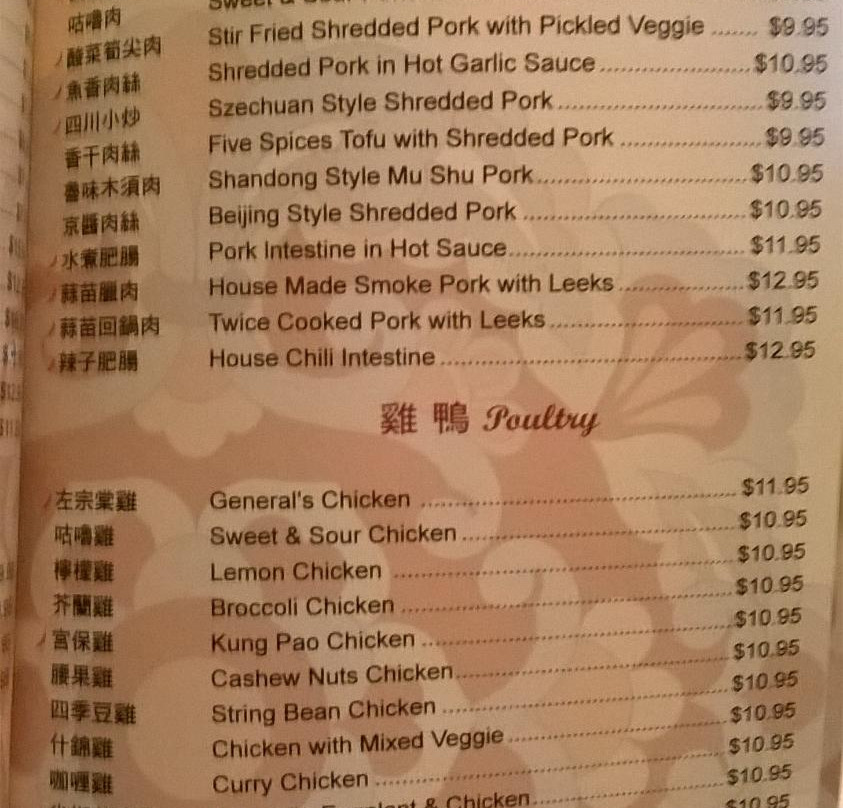 咕嚕肉 Sweet & Sour
酸菜筍尖肉 Stir Fried Shredded Pork with Pickled Veggie ....... $9.95
魚香肉絲 Shredded Pork in Hot Garlic Sauce ....... $10.95
四川小炒 Szechuan Style Shredded Pork ....... $9.95
香干肉絲 Five Spices Tofu with Shredded Pork ....... $9.95
魯味木須肉 Shandong Style Mu Shu Pork ....... $10.95
京醬肉絲 Beijing Style Shredded Pork ....... $10.95
水煮肥腸 Pork Intestine in Hot Sauce ....... $11.95
蒜苗臘肉 House Made Smoke Pork with Leeks ....... $12.95
蒜苗回鍋肉 Twice Cooked Pork with Leeks ....... $11.95
辣子肥腸 House Chili Intestine ....... $12.95
雞 鴨 Poultry
左宗棠雞 General's Chicken ....... $11.95
咕嚕雞 Sweet & Sour Chicken ....... $10.95
檸檬雞 Lemon Chicken ....... $10.95
芥蘭雞 Broccoli Chicken ....... $10.95
宮保雞 Kung Pao Chicken ....... $10.95
腰果雞 Cashew Nuts Chicken ....... $10.95
四季豆雞 String Bean Chicken ....... $10.95
什錦雞 Chicken with Mixed Veggie ....... $10.95
咖喱雞 Curry Chicken ....... $10.95
& Chicken ....... $10.95
$10.95